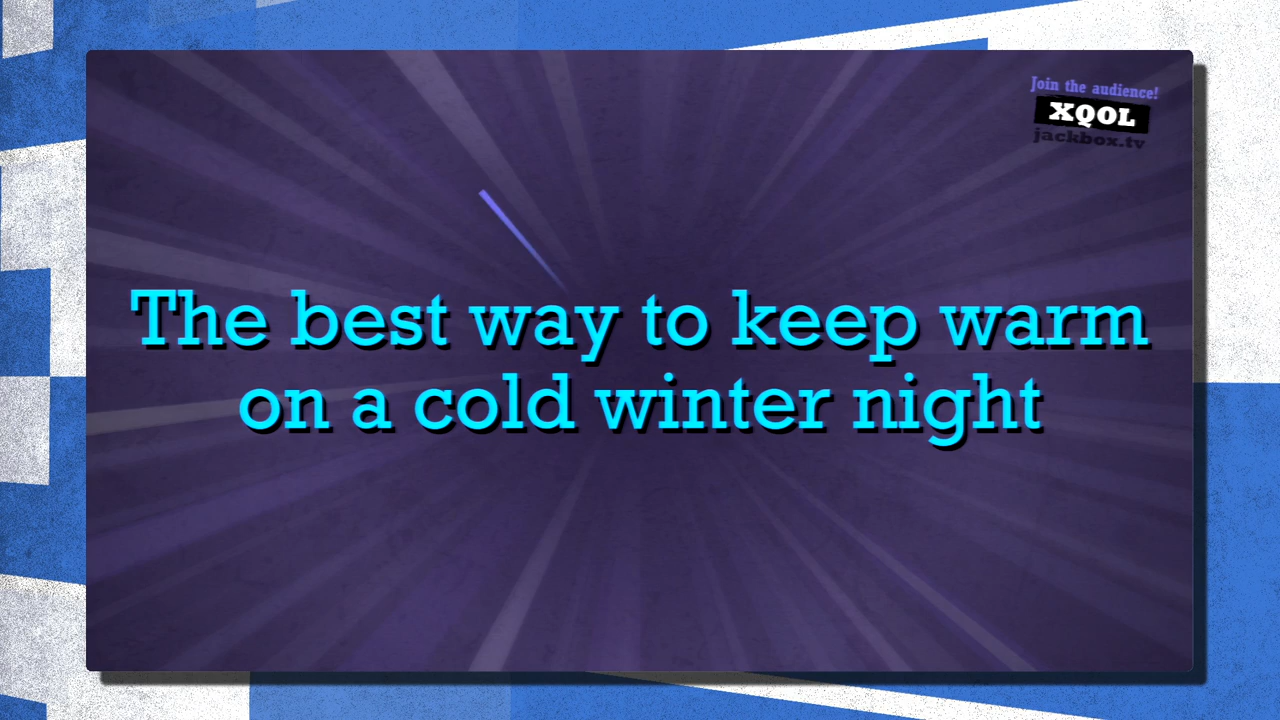 Join the audience!
XQOL
jackbox.tv
The best way to keep warm
on a cold winter night